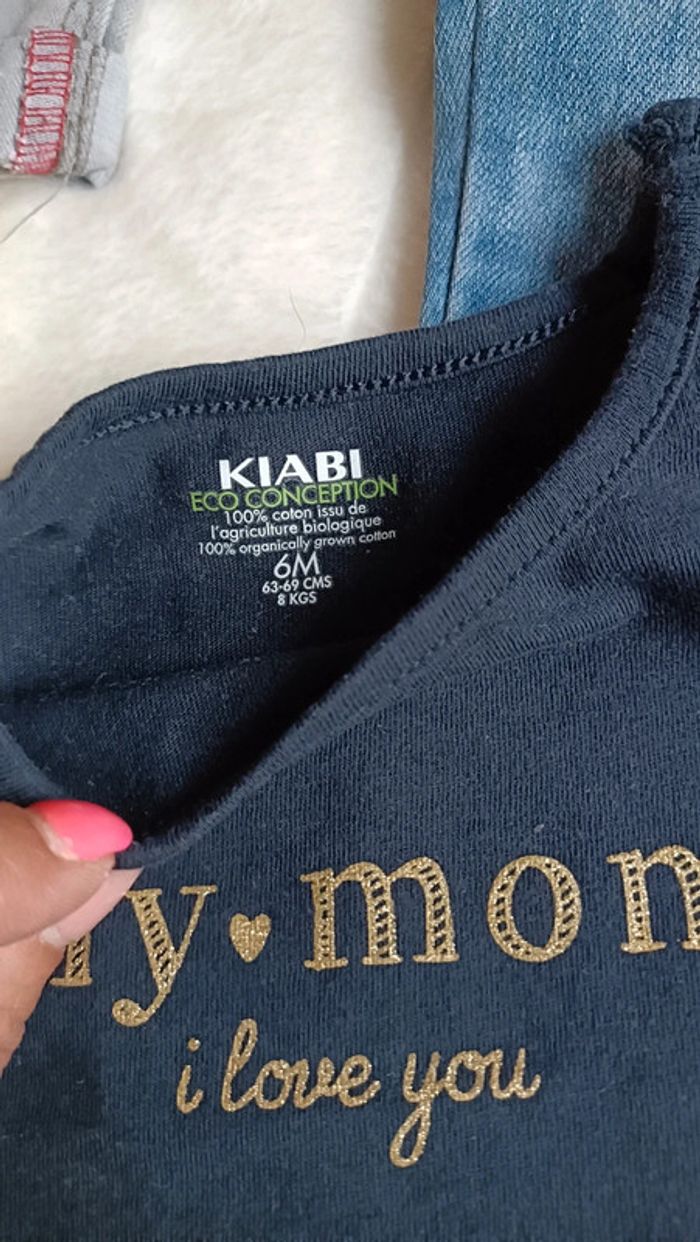 KIABI
ECO CONCEPTION
100% coton issu de
l'agriculture biologique
100% organically grown cotton
6M
63-69 CMS
8 KGS
y♥mon
i love you